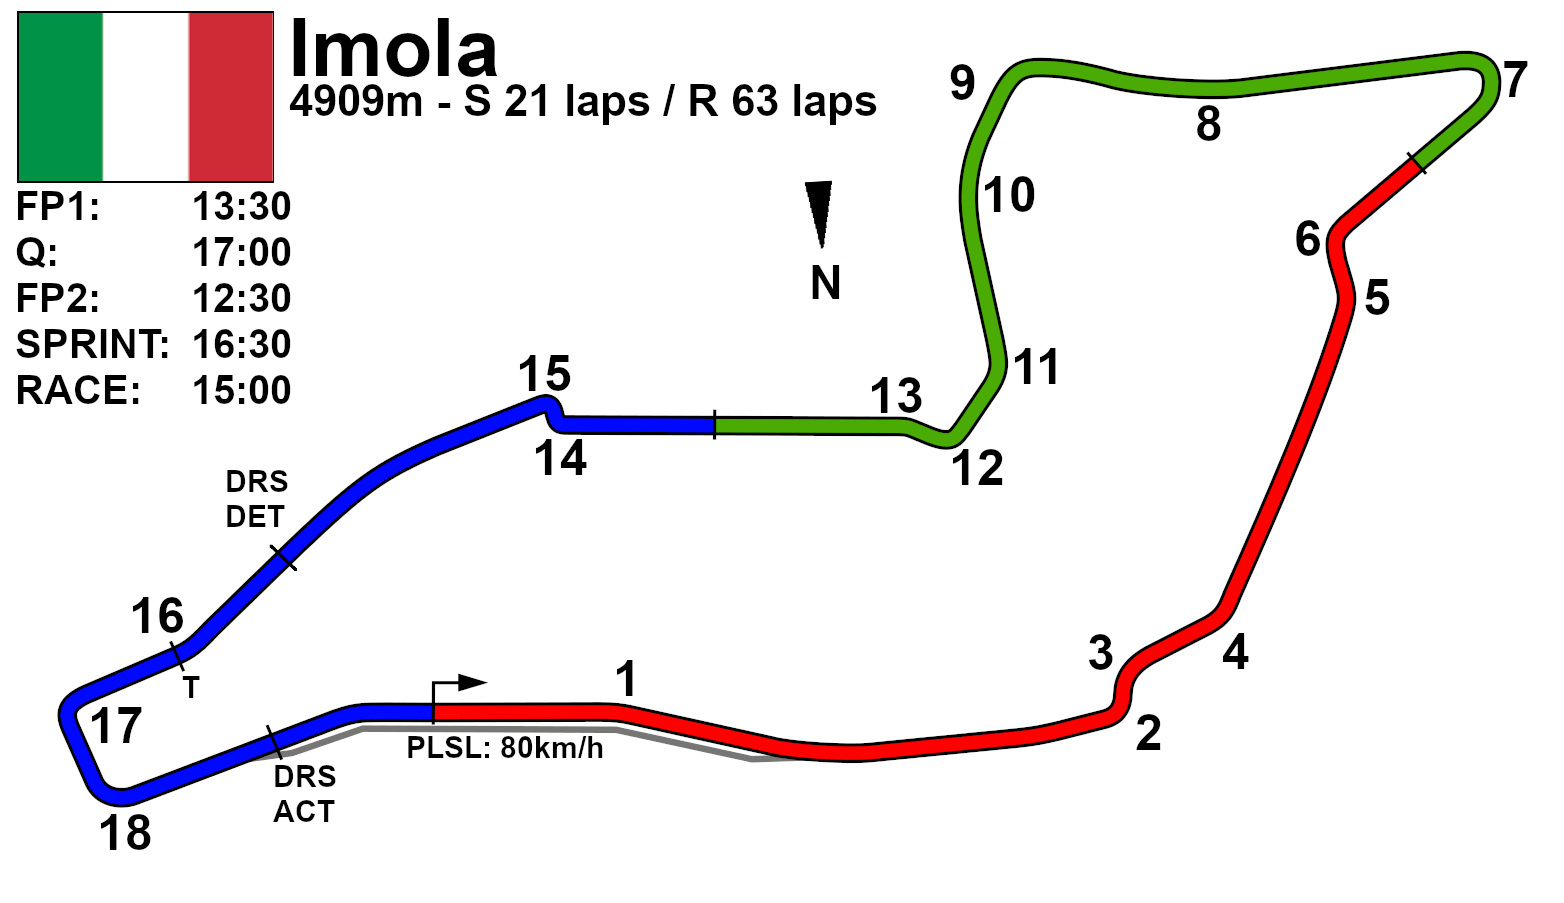 Imola
4909m - S 21 laps / R 63 laps
FP1: 13:30
Q: 17:00
FP2: 12:30
SPRINT: 16:30
RACE: 15:00
N
9
7
8
10
6
5
11
15
13
14
12
DRS
DET
16
T
17
1
3
4
2
PLSL: 80km/h
DRS
ACT
18